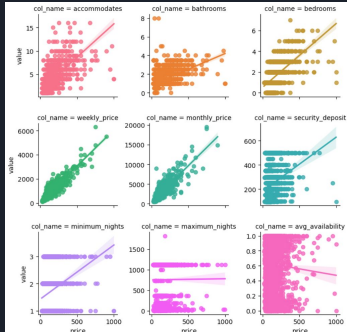 col_name = accommodates
col_name = bathrooms
col_name = bedrooms
value
15
10
5
8
6
4
2
0
6
4
2
0
col_name = weekly_price
col_name = monthly_price
col_name = security_deposit
value
6000
4000
2000
0
20000
15000
10000
5000
0
600
400
200
col_name = minimum_nights
col_name = maximum_nights
col_name = avg_availability
value
3
2
1
1500
1000
500
0
1.0
0.8
0.6
0.4
0.2
0.0
0 500 1000
0 500 1000
0 500 1000
price
price
price